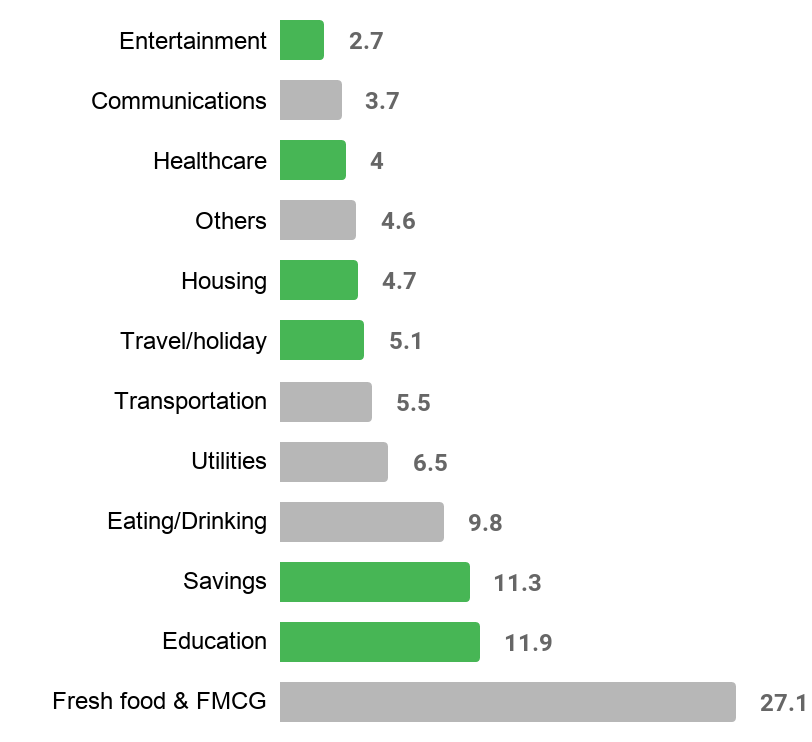 Entertainment 2.7
Communications 3.7
Healthcare 4
Others 4.6
Housing 4.7
Travel/holiday 5.1
Transportation 5.5
Utilities 6.5
Eating/Drinking 9.8
Savings 11.3
Education 11.9
Fresh food & FMCG 27.1